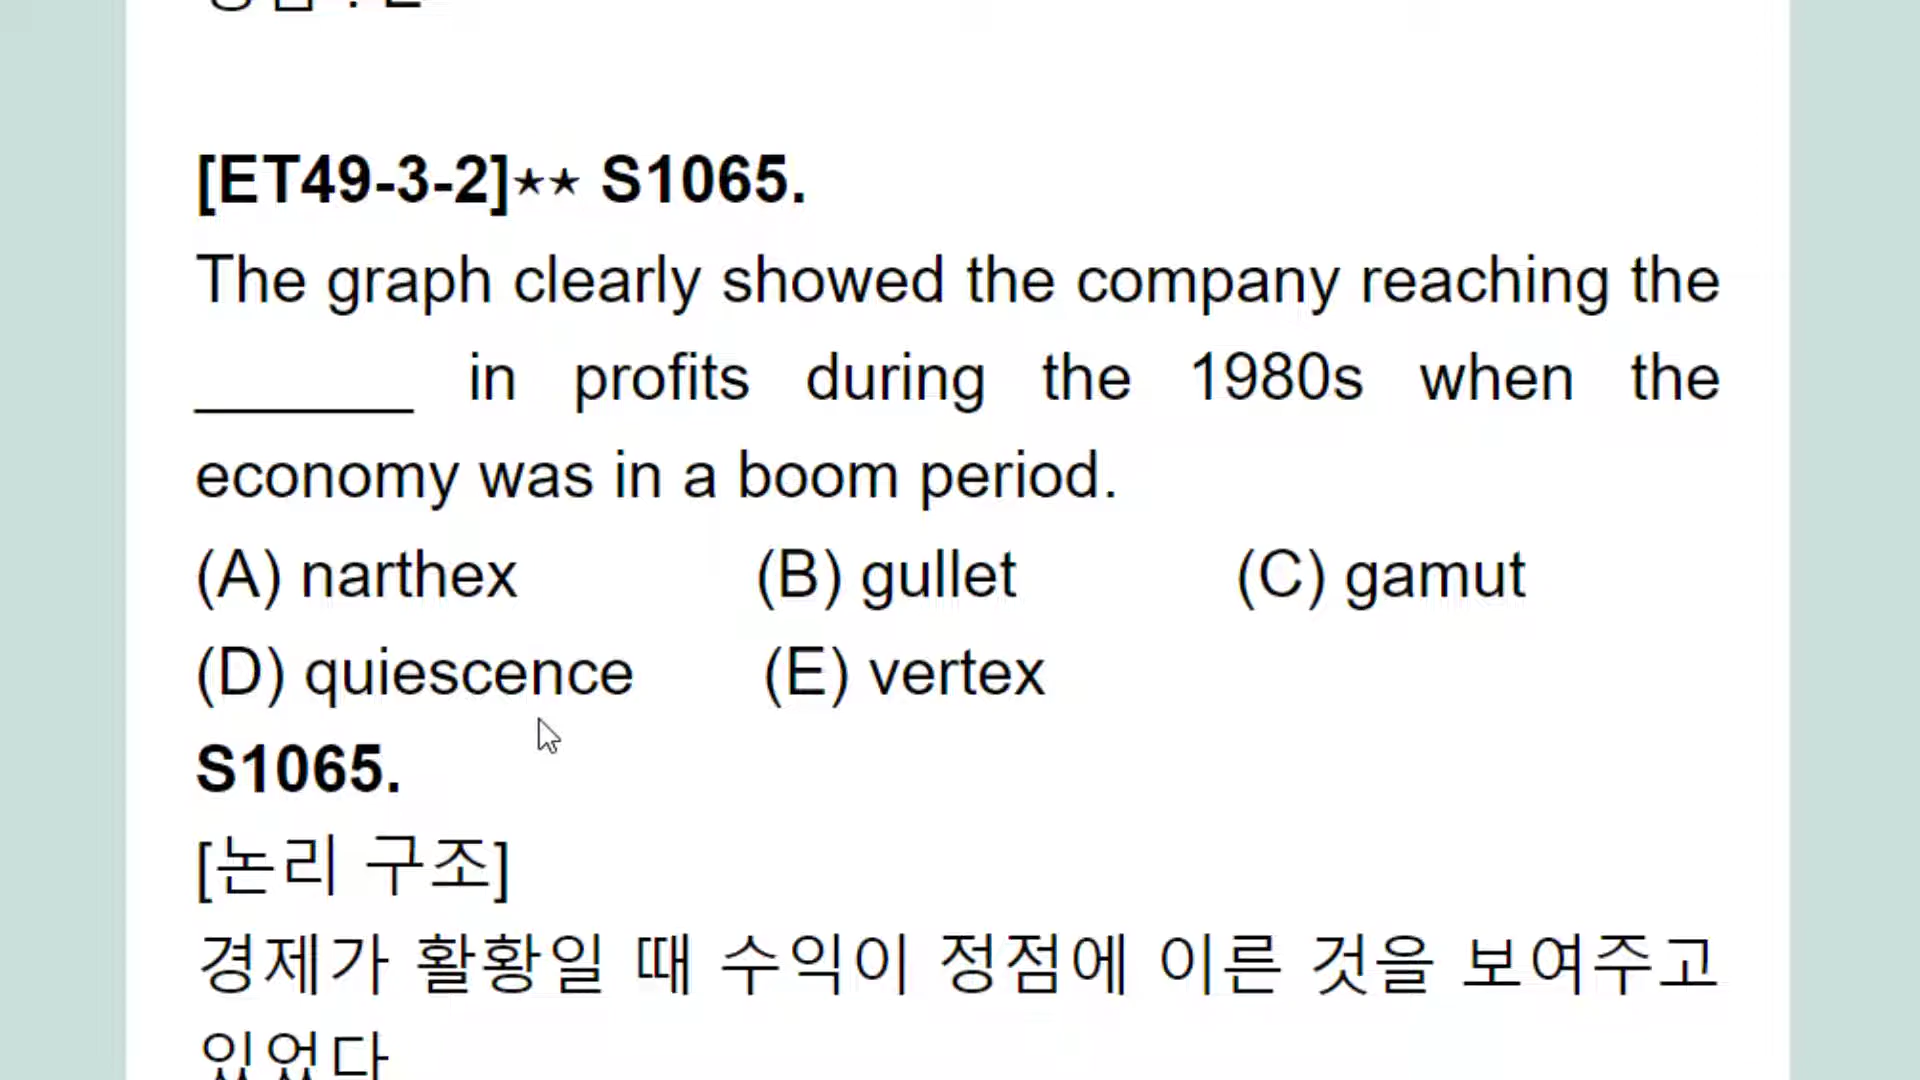 [ET49-3-2]⋆⋆ S1065.
The graph clearly showed the company reaching the
_______ in profits during the 1980s when the
economy was in a boom period.
(A) narthex (B) gullet (C) gamut
(D) quiescence (E) vertex
S1065.
[논리 구조]
경제가 활황일 때 수익이 정점에 이른 것을 보여주고
있었다